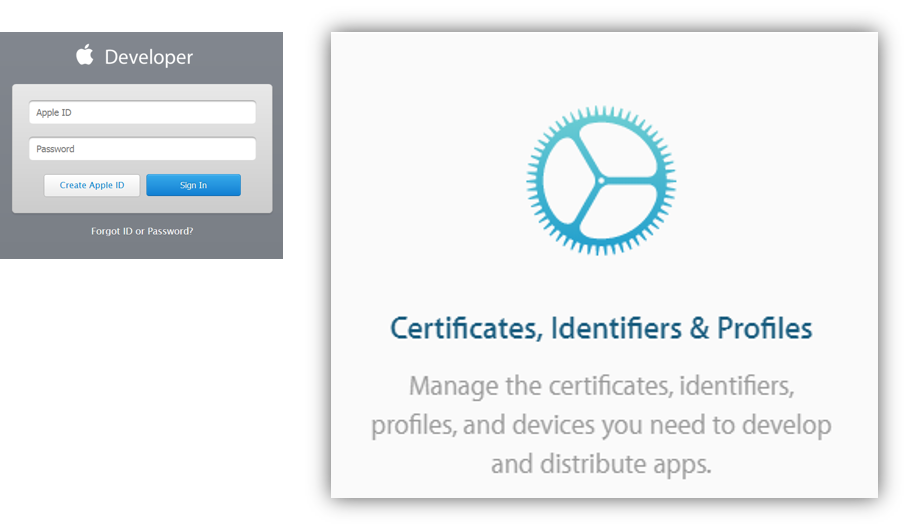 Developer
Apple ID
Password
Create Apple ID
Sign In
Forgot ID or Password?
Certificates, Identifiers & Profiles
Manage the certificates, identifiers,
profiles, and devices you need to develop
and distribute apps.